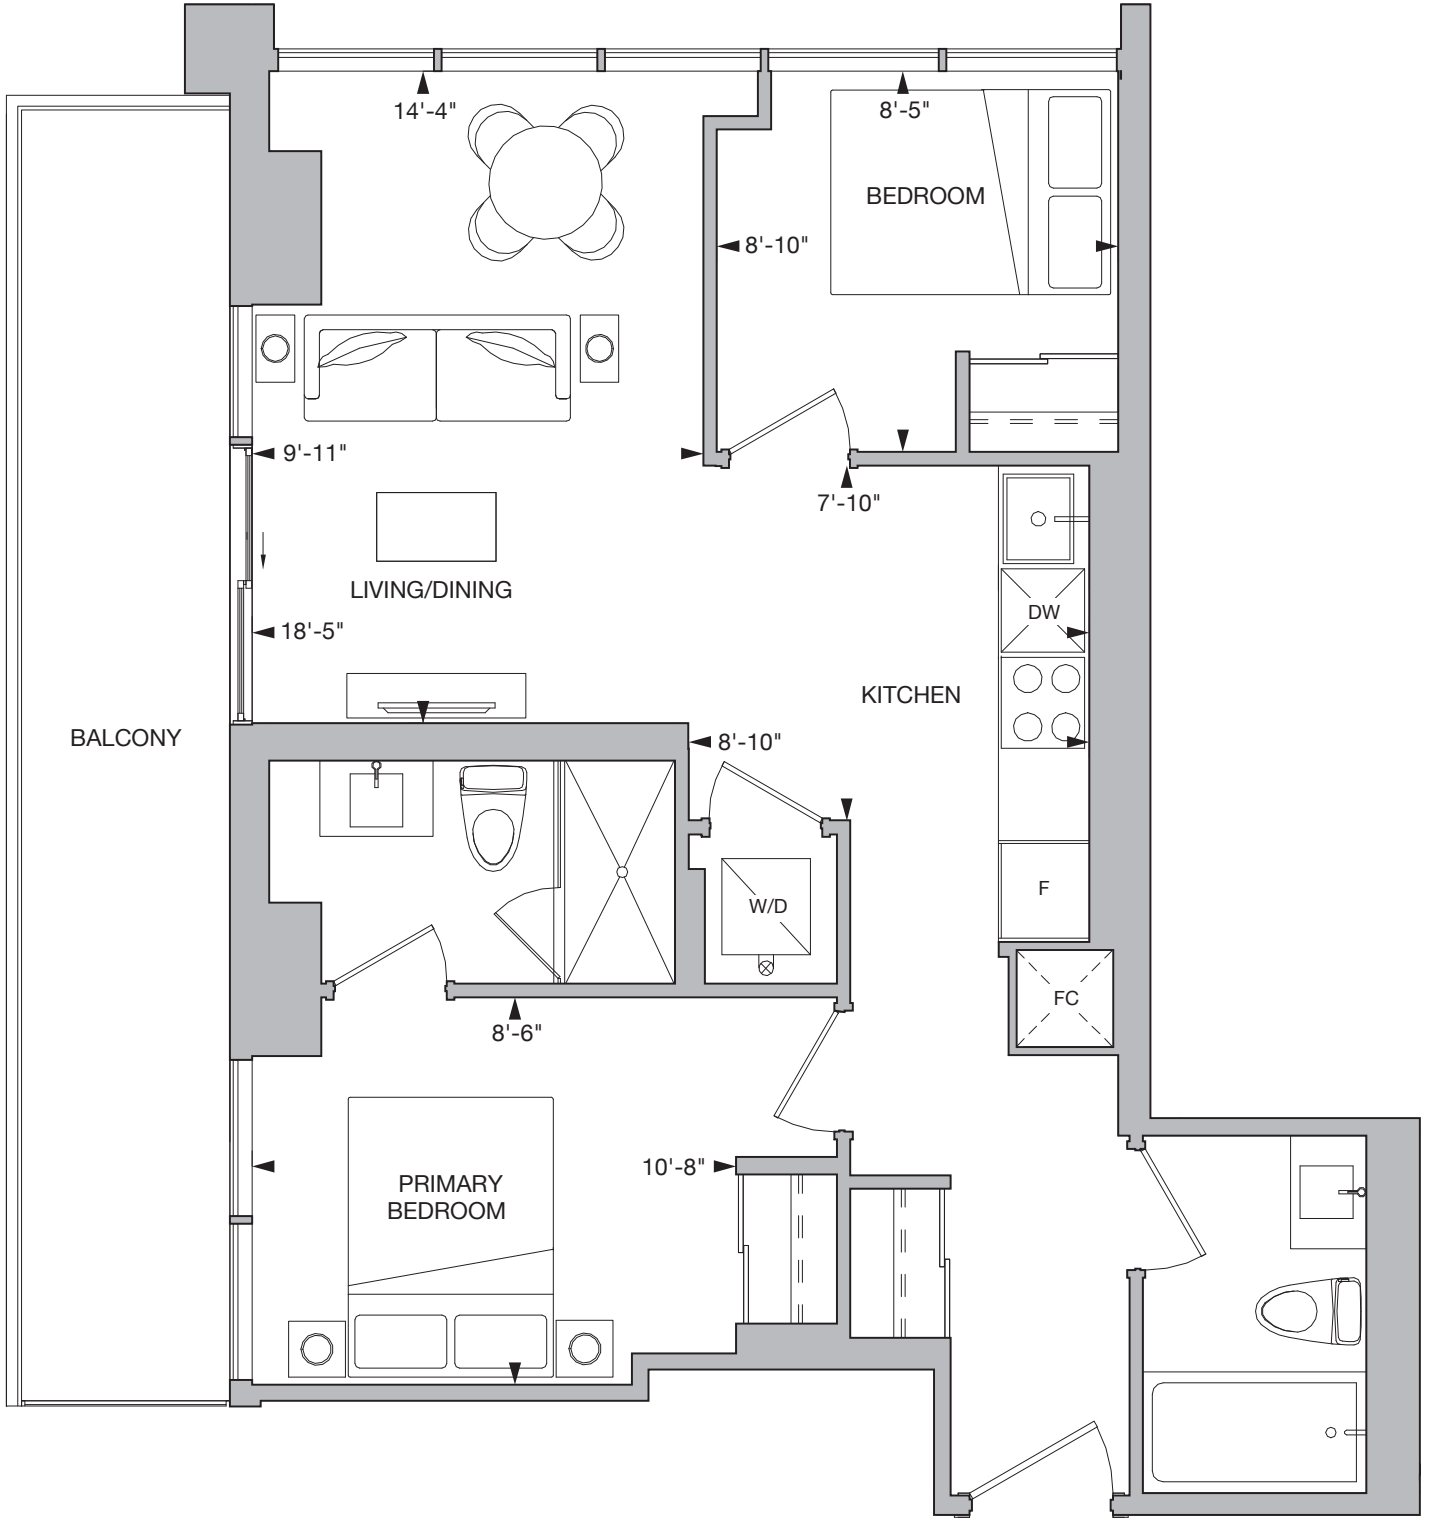 14'-4"
8'-5"
BEDROOM
8'-10"
9'-11"
7'-10"
LIVING/DINING
DW
18'-5"
KITCHEN
BALCONY
8'-10"
F
W/D
FC
8'-6"
10'-8"
PRIMARY
BEDROOM